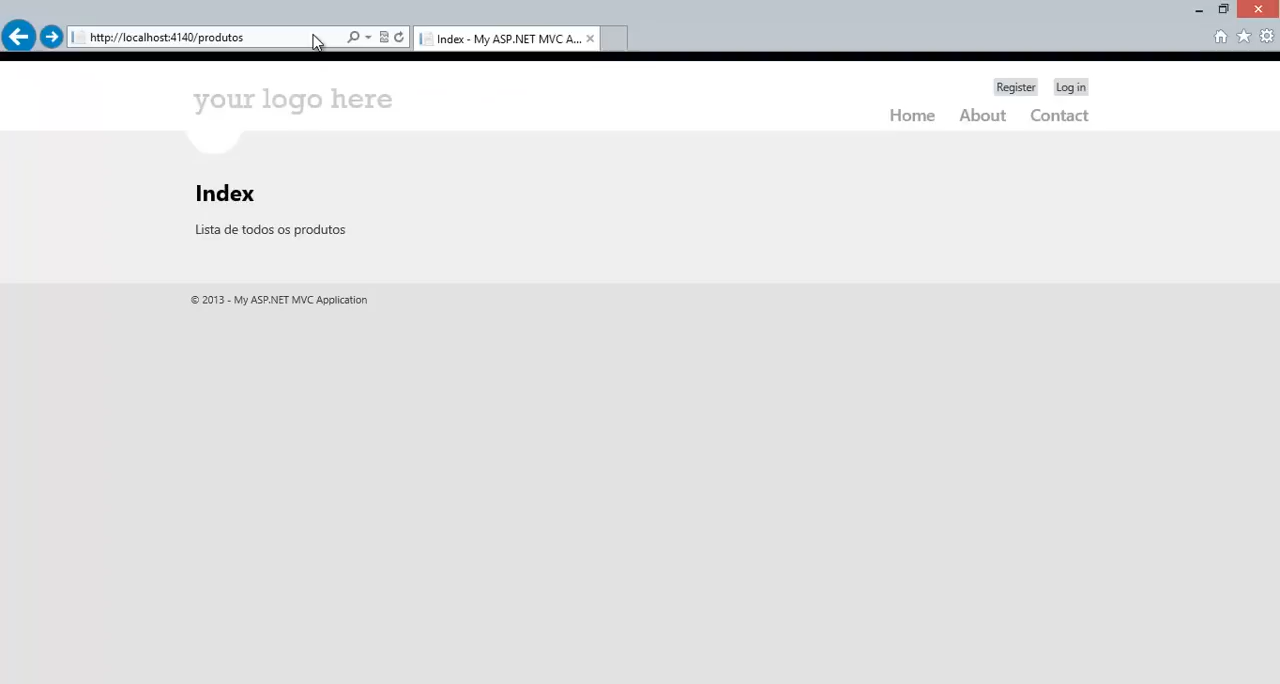 http://localhost:4140/produtos
Index - My ASP.NET MVC A...
your logo here
Register
Log in
Home
About
Contact
Index
Lista de todos os produtos
© 2013 - My ASP.NET MVC Application